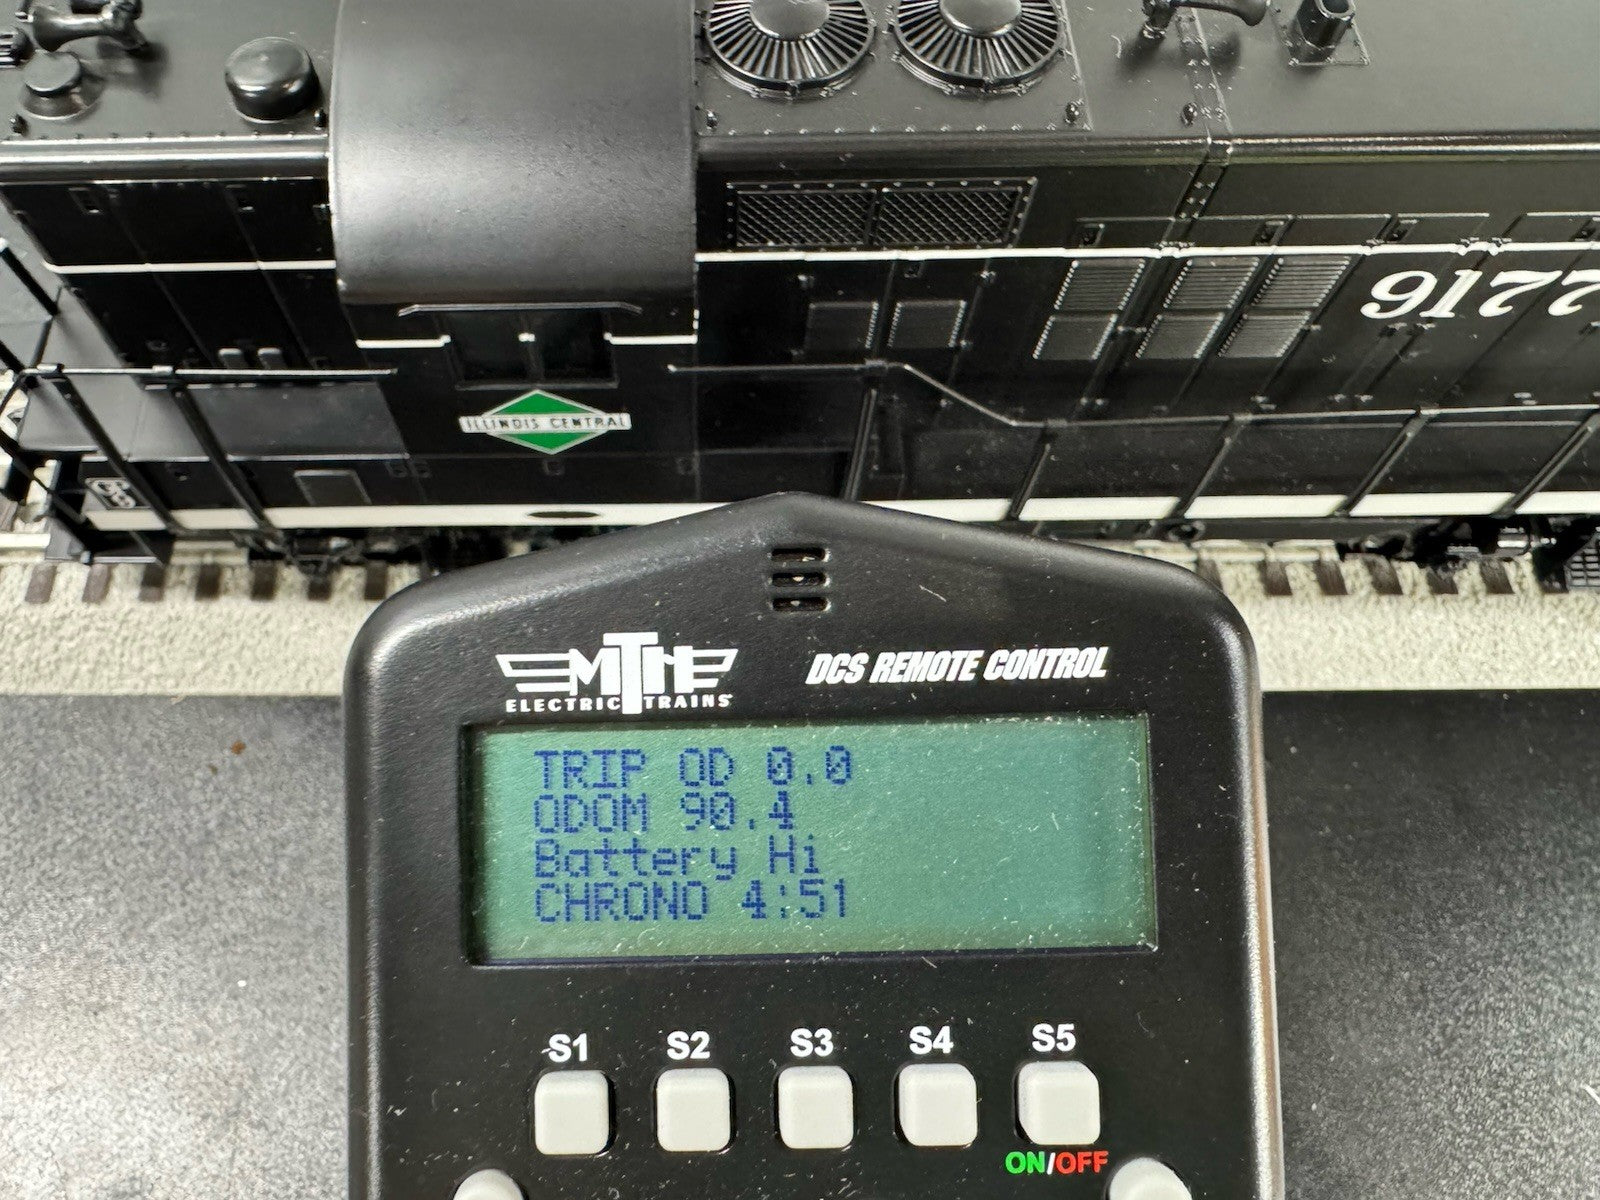 9177
ILLINOIS CENTRAL
MTH
ELECTRIC TRAINS
DCS REMOTE CONTROL
TRIP OD 0.0
ODOM 90.4
Battery Hi
CHRONO 4:51
S1 S2 S3 S4 S5
ON/OFF